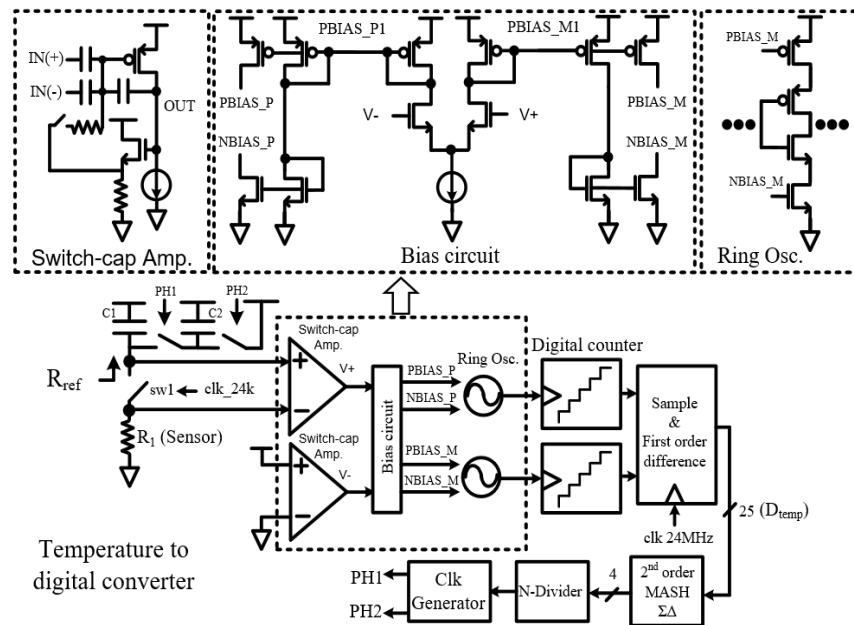 IN(+)
IN(-)
OUT
Switch-cap Amp.
PBIAS_P1
PBIAS_M1
PBIAS_P
V-
V+
PBIAS_M
NBIAS_P
NBIAS_M
Bias circuit
PBIAS_M
NBIAS_M
Ring Osc.
C1
PH1
C2
PH2
Rref
sw1
clk_24k
R1 (Sensor)
Switch-cap
Amp.
V+
Switch-cap
Amp.
V-
Bias circuit
PBIAS_P
NBIAS_P
PBIAS_M
NBIAS_M
Ring Osc.
Digital counter
Sample
&
First order
difference
clk 24MHz
25 (Dtemp)
Temperature to
digital converter
PH1
PH2
Clk
Generator
N-Divider
4
2nd order
MASH
ΣΔ